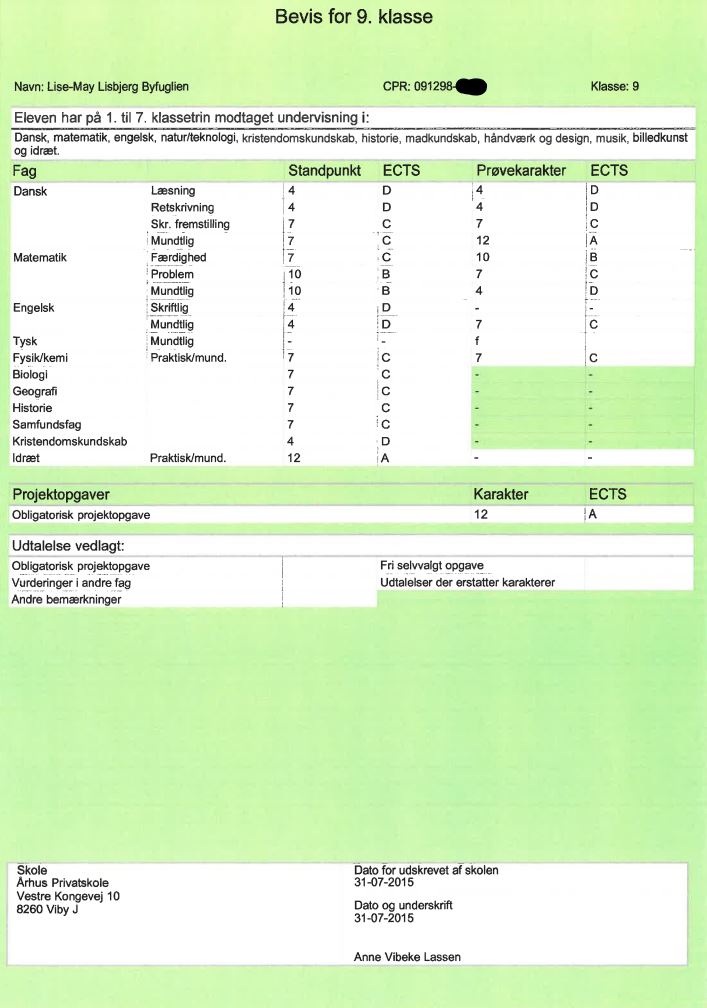 Bevis for 9. klasse
Navn: Lise-May Lisbjerg Byfuglien CPR: 091298- Klasse: 9
Eleven har på 1. til 7. klassetrin modtaget undervisning i:
Dansk, matematik, engelsk, natur/teknologi, kristendomskundskab, historie, madkundskab, håndværk og design, musik, billedkunst
og idræt.
Fag Standpunkt ECTS Prøvekarakter ECTS
Dansk Læsning 4 D 4 D
Retskrivning 4 D 4 D
Skr. fremstilling 7 C 7 C
Mundtlig 7 C 12 A
Matematik Færdighed 7 C 10 B
Problem 10 B 7 C
Mundtlig 10 B 4 D
Engelsk Skriftlig 4 D - -
Mundtlig 4 D 7 C
Tysk Mundtlig - - f
Fysik/kemi Praktisk/mund. 7 C 7 C
Biologi 7 C - -
Geografi 7 C - -
Historie 7 C - -
Samfundsfag 7 C - -
Kristendomskundskab 4 D - -
Idræt Praktisk/mund. 12 A - -
Projektopgaver Karakter ECTS
Obligatorisk projektopgave 12 A
Udtalelse vedlagt:
Obligatorisk projektopgave Fri selvvalgt opgave
Vurderinger i andre fag Udtalelser der erstatter karakterer
Andre bemærkninger
Skole
Århus Privatskole
Vestre Kongevej 10
8260 Viby J
Dato for udskrevet af skolen
31-07-2015
Dato og underskrift
31-07-2015
Anne Vibeke Lassen